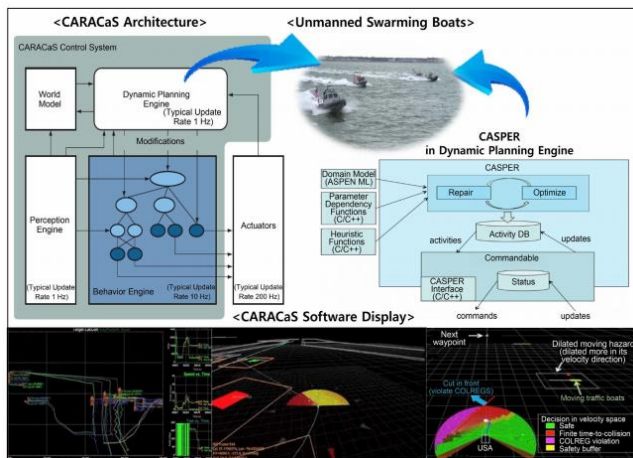 <CARACaS Architecture>
<Unmanned Swarming Boats>
CARACaS Control System
World
Model
Dynamic Planning
Engine
(Typical Update
Rate 1 Hz)
Modifications
Perception
Engine
(Typical Update
Rate 1 Hz)
Behavior Engine
(Typical Update
Rate 10 Hz)
Actuators
(Typical Update
Rate 200 Hz)
CASPER
in Dynamic Planning Engine
CASPER
Domain Model
(ASPEN ML)
Parameter
Dependency
Functions
(C/C++)
Heuristic
Functions
(C/C++)
Repair
Optimize
Activity DB
activities
updates
Commandable
CASPER
Interface
(C/C++)
Status
commands
updates
<CARACaS Software Display>
Speed vs. Time
Next
waypoint
Dilated moving hazard
(dilated more in its
velocity direction)
Cut in front
(violate COLREGS)
Moving traffic boats
Decision in velocity space
Safe
Finite time-to-collision
COLREG violation
Safety buffer
USA